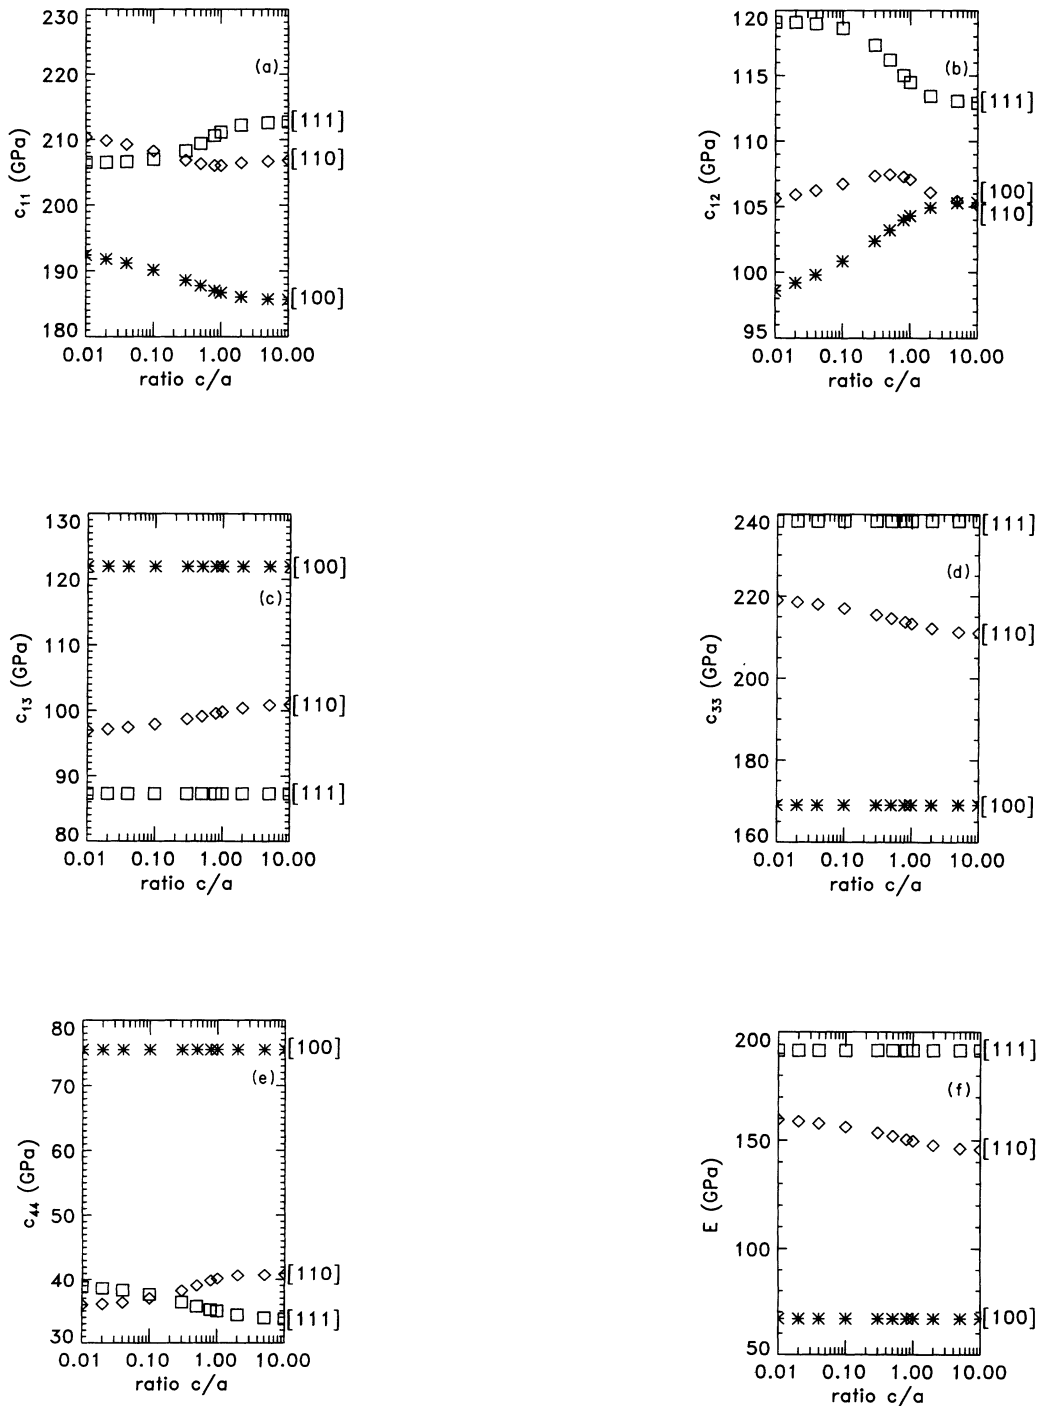 230
220
210
200
190
180
c11 (GPa)
(a)
[111]
[110]
[100]
0.01 0.10 1.00 10.00
ratio c/a
120
115
110
105
100
95
c12 (GPa)
(b)
[111]
[100]
[110]
0.01 0.10 1.00 10.00
ratio c/a
130
120
110
100
90
80
c13 (GPa)
[100]
(c)
[110]
[111]
0.01 0.10 1.00 10.00
ratio c/a
240
220
200
180
160
c33 (GPa)
[111]
(d)
[110]
[100]
0.01 0.10 1.00 10.00
ratio c/a
80
70
60
50
40
30
c44 (GPa)
[100]
(e)
[110]
[111]
0.01 0.10 1.00 10.00
ratio c/a
200
150
100
50
E (GPa)
[111]
(f)
[110]
[100]
0.01 0.10 1.00 10.00
ratio c/a